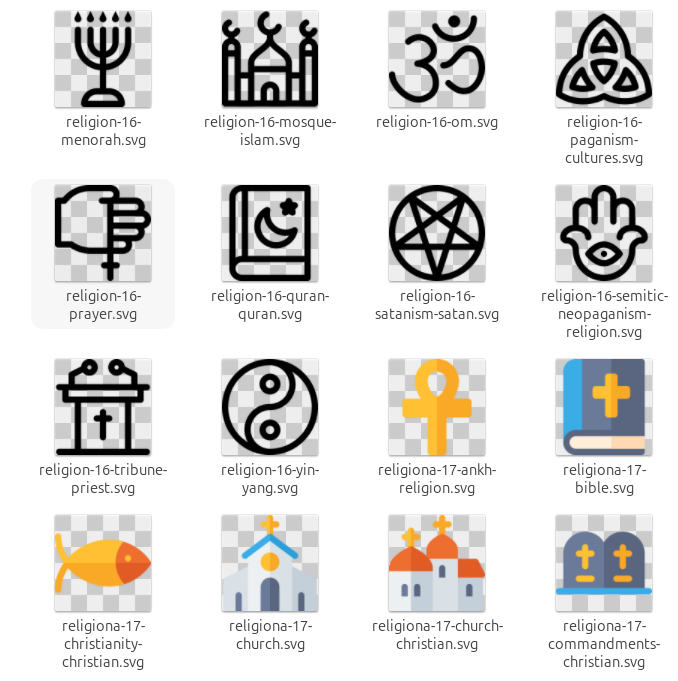 religion-16-
menorah.svg
religion-16-mosque-
islam.svg
religion-16-om.svg
religion-16-
paganism-
cultures.svg
religion-16-
prayer.svg
religion-16-quran-
quran.svg
religion-16-
satanism-satan.svg
religion-16-semitic-
neopaganism-
religion.svg
religion-16-tribune-
priest.svg
religion-16-yin-
yang.svg
religiona-17-ankh-
religion.svg
religiona-17-
bible.svg
religiona-17-
christianity-
christian.svg
religiona-17-
church.svg
religiona-17-church-
christian.svg
religiona-17-
commandments-
christian.svg